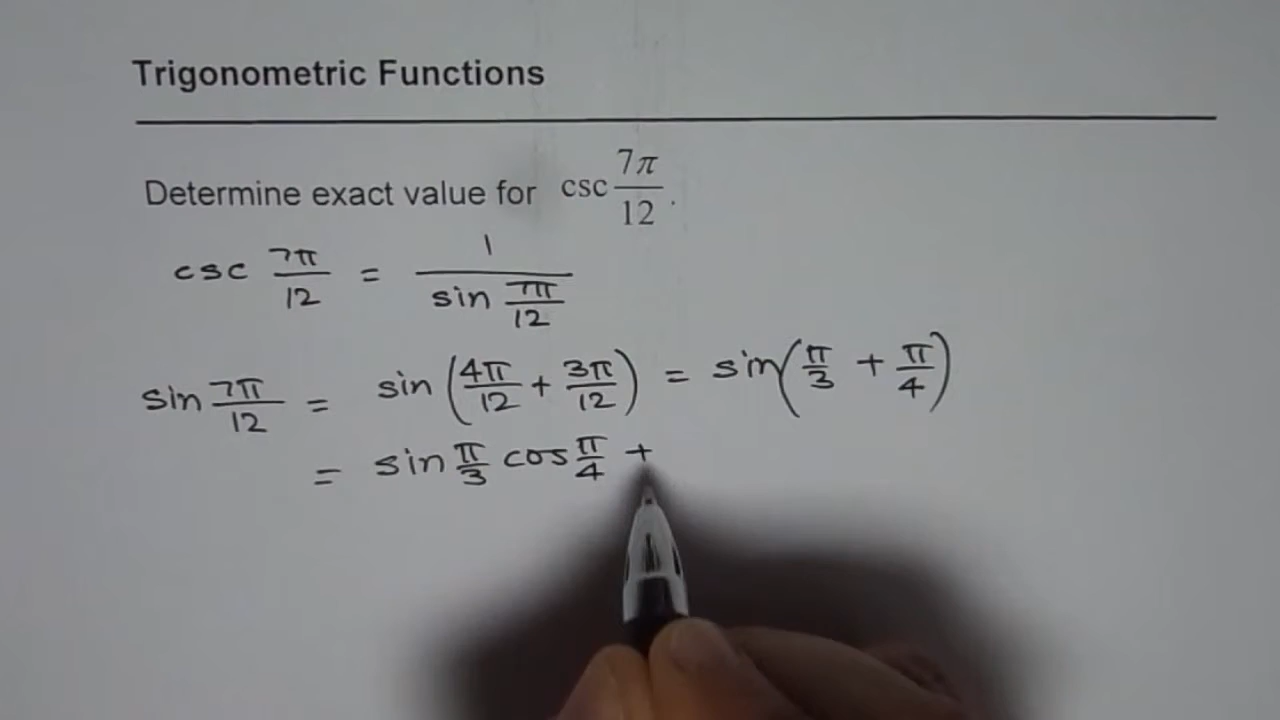 Trigonometric Functions
Determine exact value for csc 7π/12.
csc 7π/12 = 1/(sin 7π/12)
sin 7π/12 = sin(4π/12 + 3π/12) = sin(π/3 + π/4)
= sin π/3 cos π/4 +